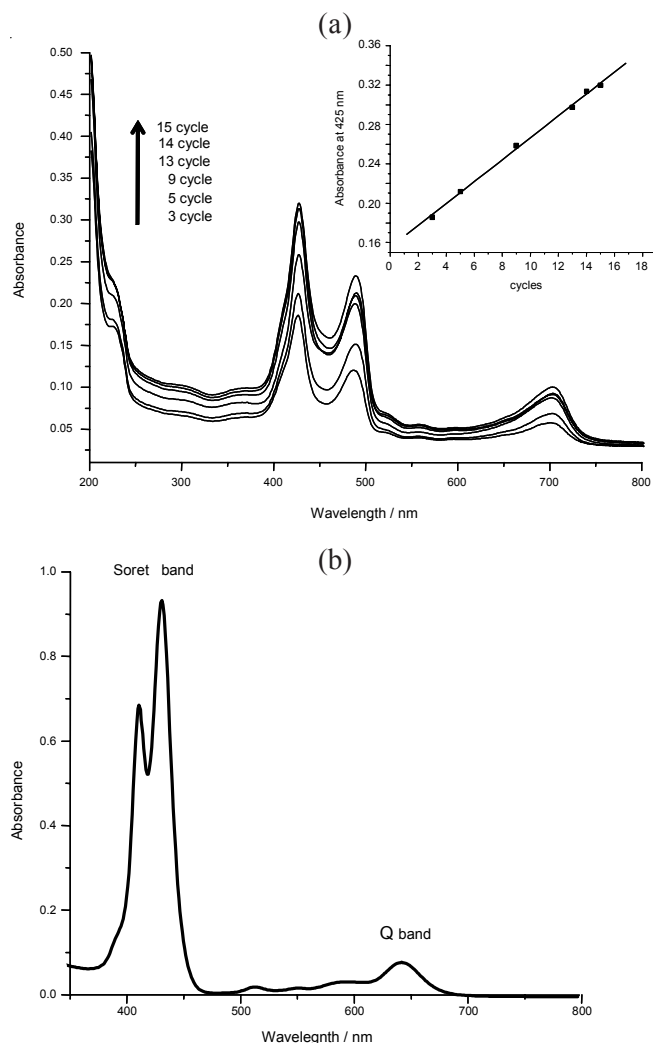 (a)
0.50
0.45
0.40
0.35
0.30
0.25
0.20
0.15
0.10
0.05
Absorbance
15 cycle
14 cycle
13 cycle
9 cycle
5 cycle
3 cycle
0.36
0.32
0.28
0.24
0.20
0.16
Absorbance at 425 nm
0 2 4 6 8 10 12 14 16 18
cycles
200 300 400 500 600 700 800
Wavelength / nm
(b)
Soret band
1.0
0.8
0.6
0.4
0.2
0.0
Absorbance
Q band
400 500 600 700 800
Wavelegnth / nm